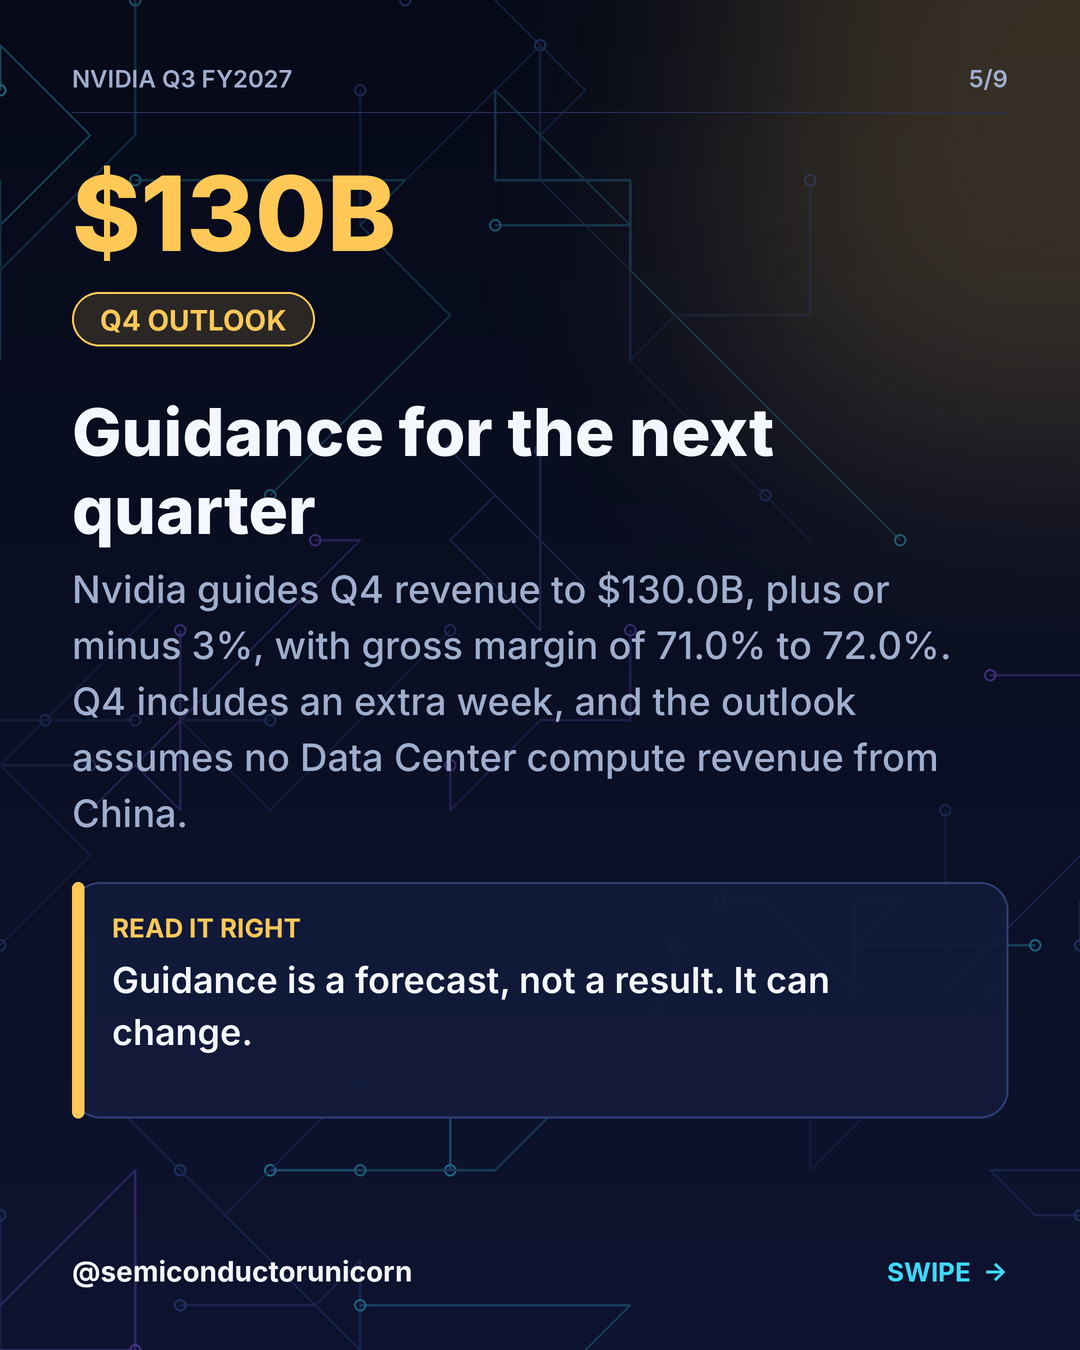 NVIDIA Q3 FY2027
5/9
$130B
Q4 OUTLOOK
Guidance for the next
quarter
Nvidia guides Q4 revenue to $130.0B, plus or
minus 3%, with gross margin of 71.0% to 72.0%.
Q4 includes an extra week, and the outlook
assumes no Data Center compute revenue from
China.
READ IT RIGHT
Guidance is a forecast, not a result. It can
change.
@semiconductorunicorn
SWIPE →